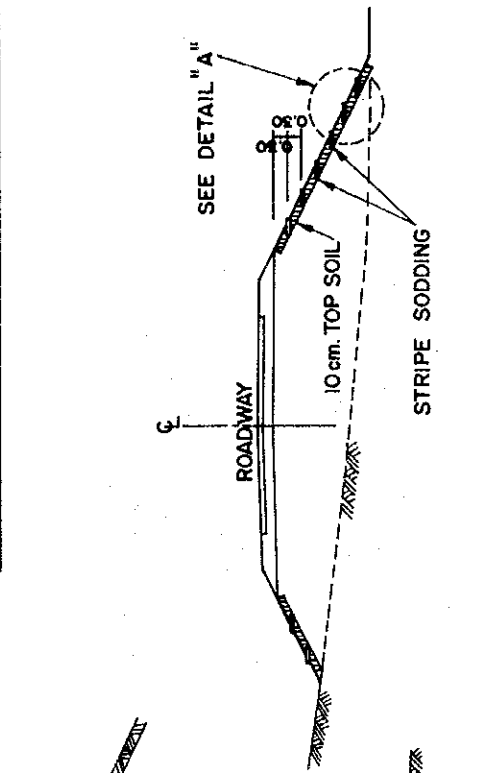 SEE DETAIL "A"
0.30
0.30
10 cm. TOP SOIL
STRIPE SODDING
℄
ROADWAY